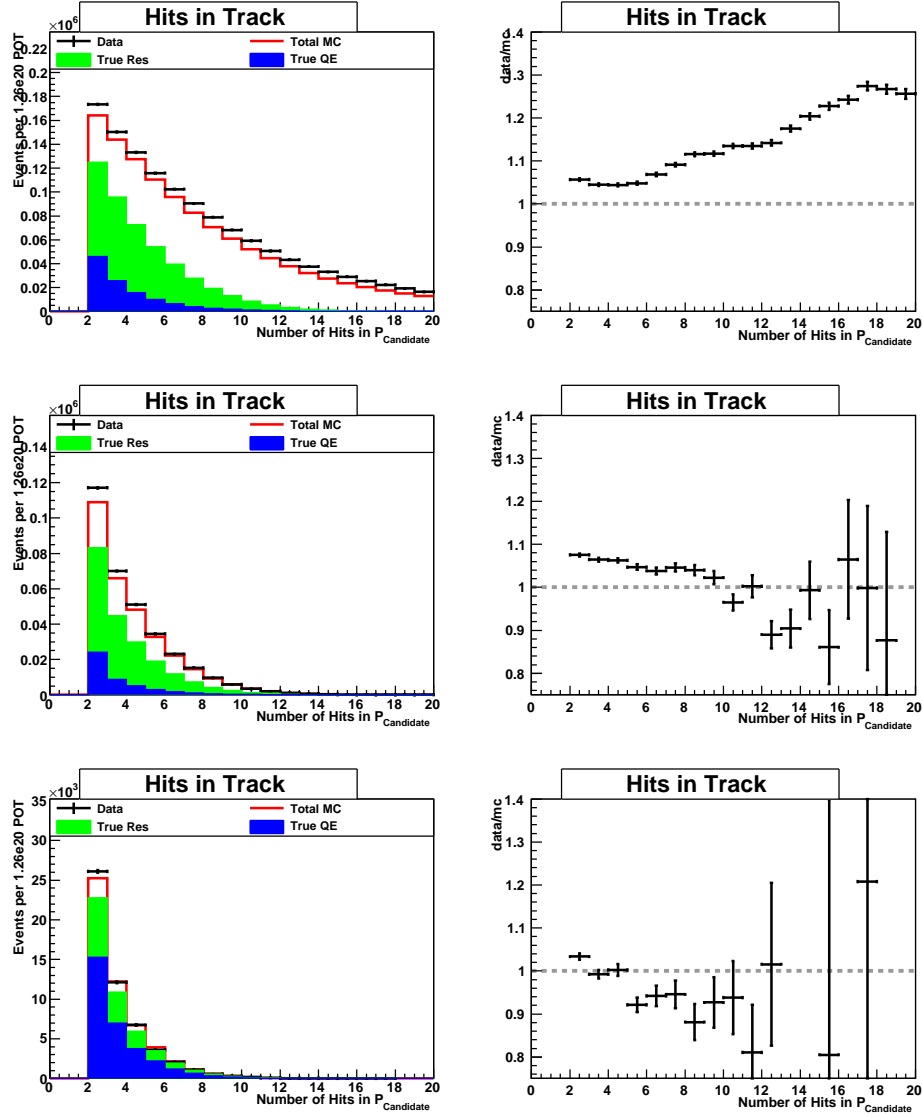 Hits in Track
×10⁶
Events per 1.26e20 POT
Data
Total MC
True Res
True QE
0.22
0.2
0.18
0.16
0.14
0.12
0.1
0.08
0.06
0.04
0.02
0
0 2 4 6 8 10 12 14 16 18 20
Number of Hits in P_Candidate
Hits in Track
data/mc
1.4
1.3
1.2
1.1
1
0.9
0.8
0 2 4 6 8 10 12 14 16 18 20
Number of Hits in P_Candidate
Hits in Track
×10⁶
Events per 1.26e20 POT
Data
Total MC
True Res
True QE
0.14
0.12
0.1
0.08
0.06
0.04
0.02
0
0 2 4 6 8 10 12 14 16 18 20
Number of Hits in P_Candidate
Hits in Track
data/mc
1.4
1.3
1.2
1.1
1
0.9
0.8
0 2 4 6 8 10 12 14 16 18 20
Number of Hits in P_Candidate
Hits in Track
×10³
Events per 1.26e20 POT
Data
Total MC
True Res
True QE
35
30
25
20
15
10
5
0
0 2 4 6 8 10 12 14 16 18 20
Number of Hits in P_Candidate
Hits in Track
data/mc
1.4
1.3
1.2
1.1
1
0.9
0.8
0 2 4 6 8 10 12 14 16 18 20
Number of Hits in P_Candidate